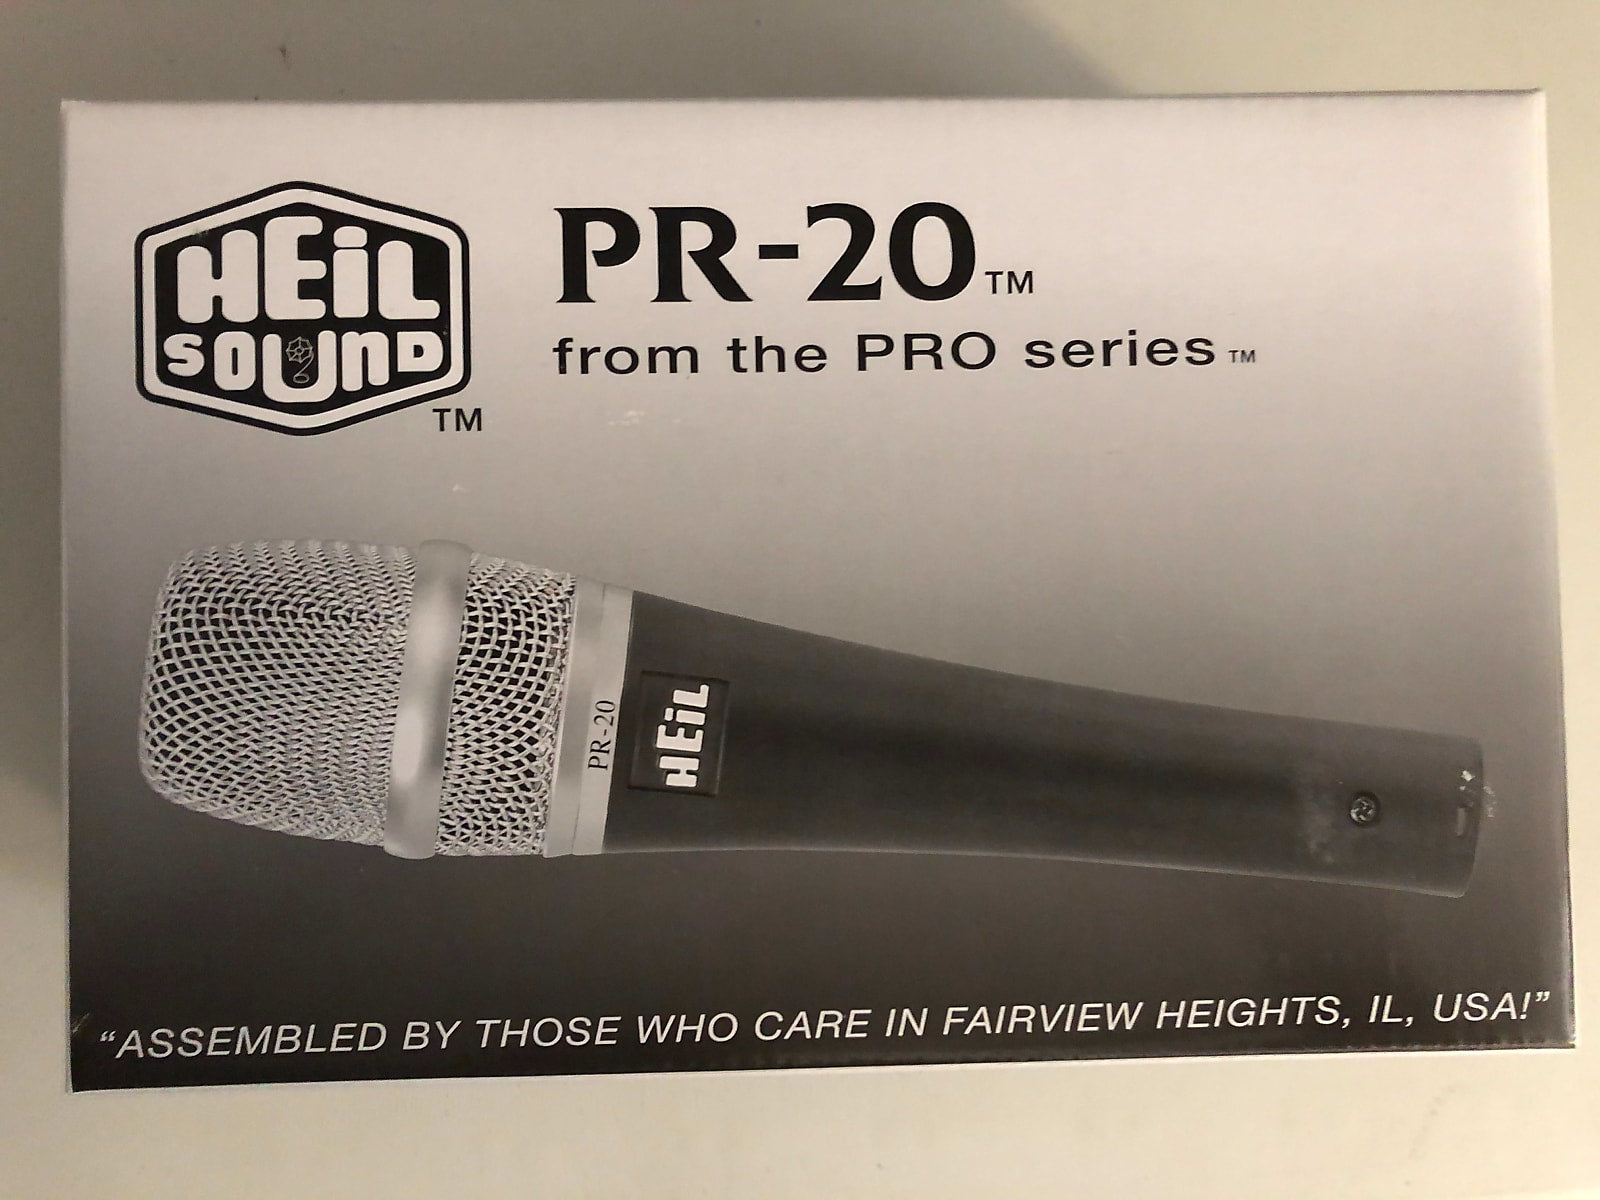 HEiL
SOUND
TM
PR-20™
from the PRO series™
PR-20
HEiL
“ASSEMBLED BY THOSE WHO CARE IN FAIRVIEW HEIGHTS, IL, USA!”